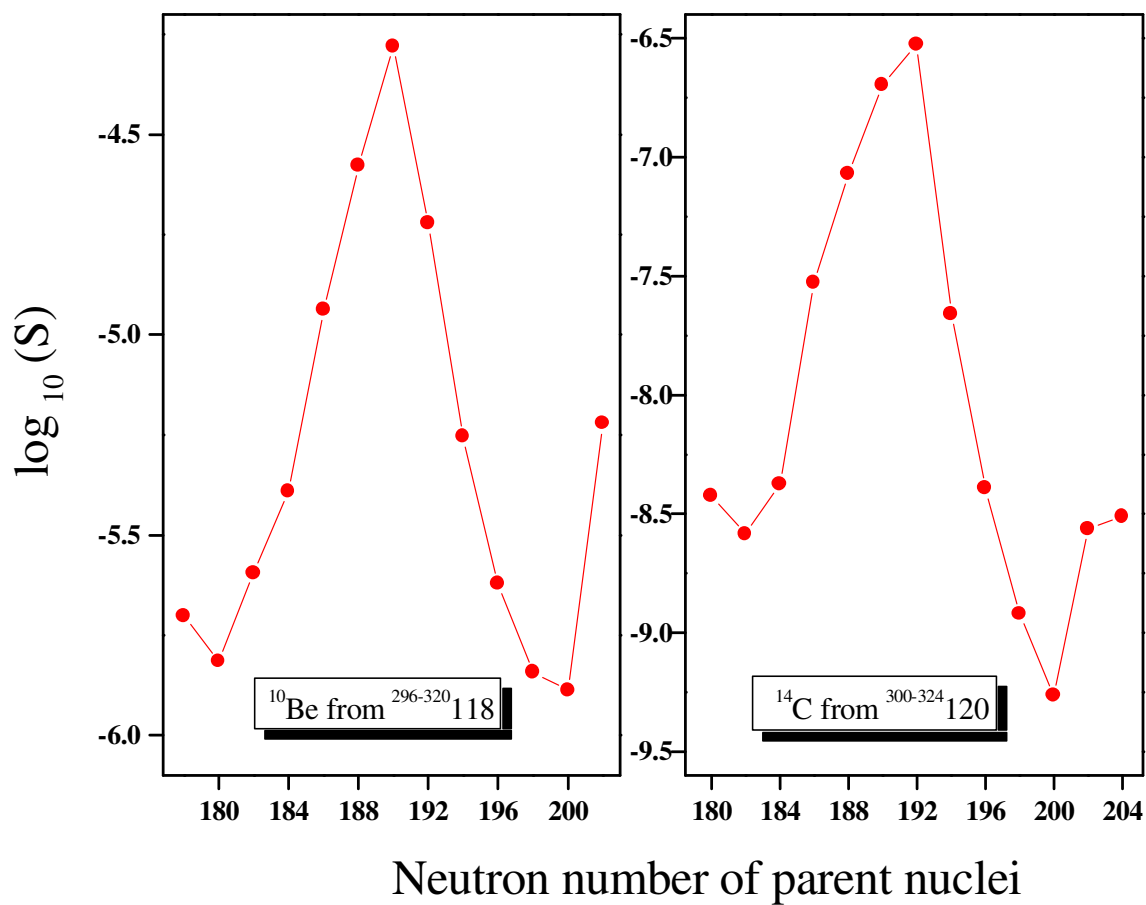 log 10 (S)
-4.5
-5.0
-5.5
-6.0
180 184 188 192 196 200
10Be from 296-320118
-6.5
-7.0
-7.5
-8.0
-8.5
-9.0
-9.5
180 184 188 192 196 200 204
14C from 300-324120
Neutron number of parent nuclei